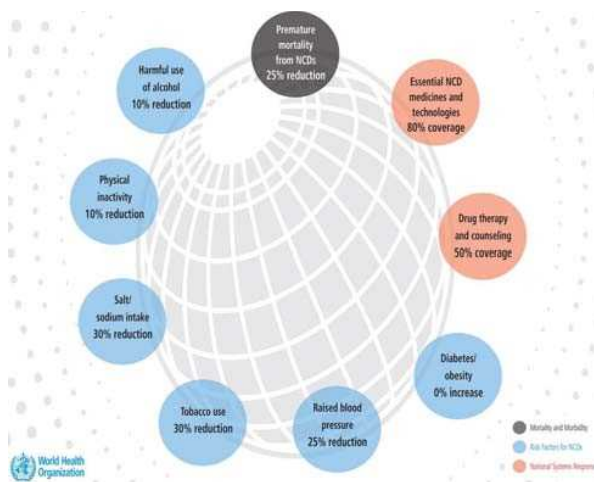 Premature
mortality
from NCDs
25% reduction
Essential NCD
medicines and
technologies
80% coverage
Drug therapy
and counseling
50% coverage
Diabetes/
obesity
0% increase
Raised blood
pressure
25% reduction
Tobacco use
30% reduction
Salt/
sodium intake
30% reduction
Physical
inactivity
10% reduction
Harmful use
of alcohol
10% reduction
Mortality and Morbidity
Risk Factors for NCDs
National Systems Respons
World Health
Organization